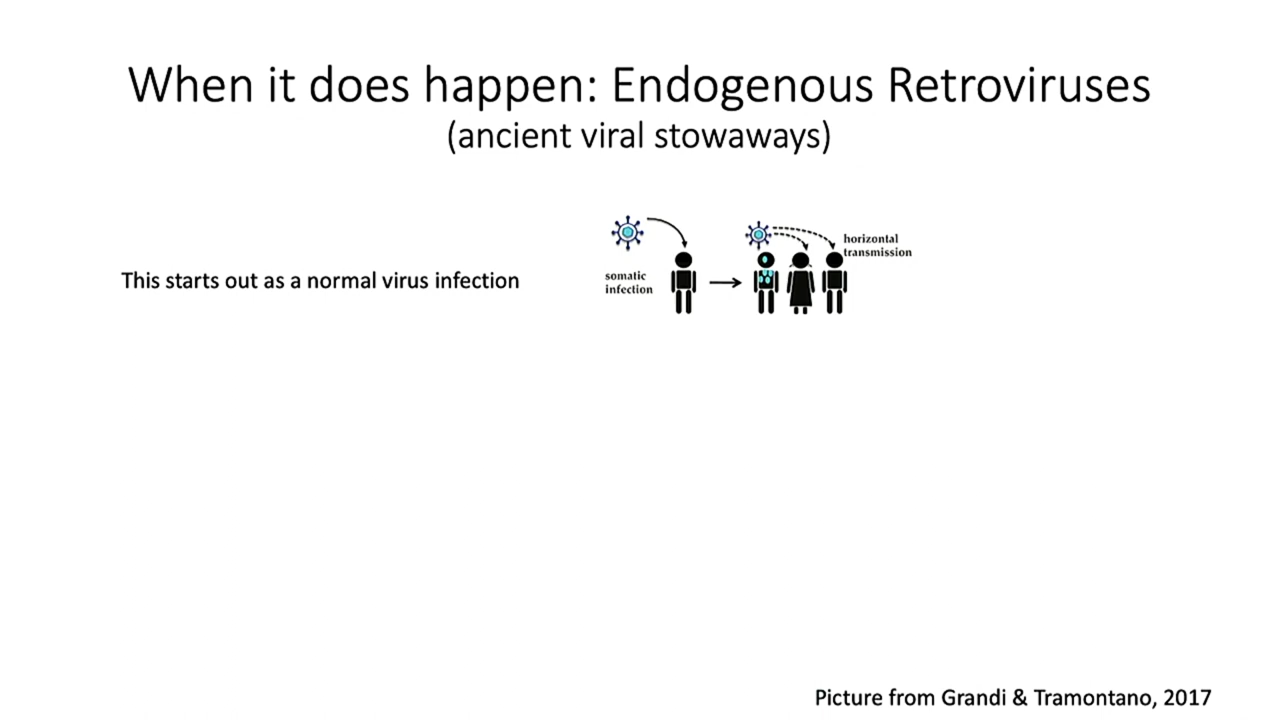 When it does happen: Endogenous Retroviruses
(ancient viral stowaways)
This starts out as a normal virus infection
somatic
infection
horizontal
transmission
Picture from Grandi & Tramontano, 2017